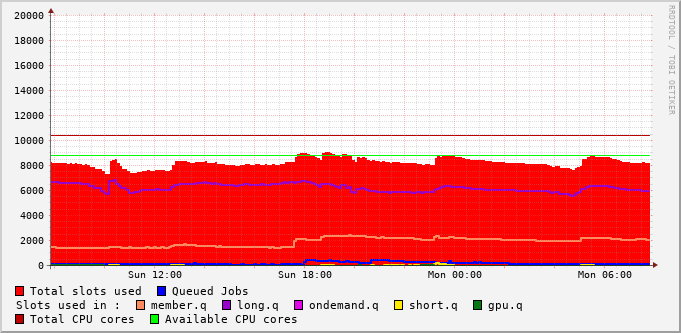 20000
18000
16000
14000
12000
10000
8000
6000
4000
2000
0
Sun 12:00 Sun 18:00 Mon 00:00 Mon 06:00
Total slots used Queued Jobs
Slots used in : member.q long.q ondemand.q short.q gpu.q
Total CPU cores Available CPU cores
RRDTOOL / TOBI OETIKER